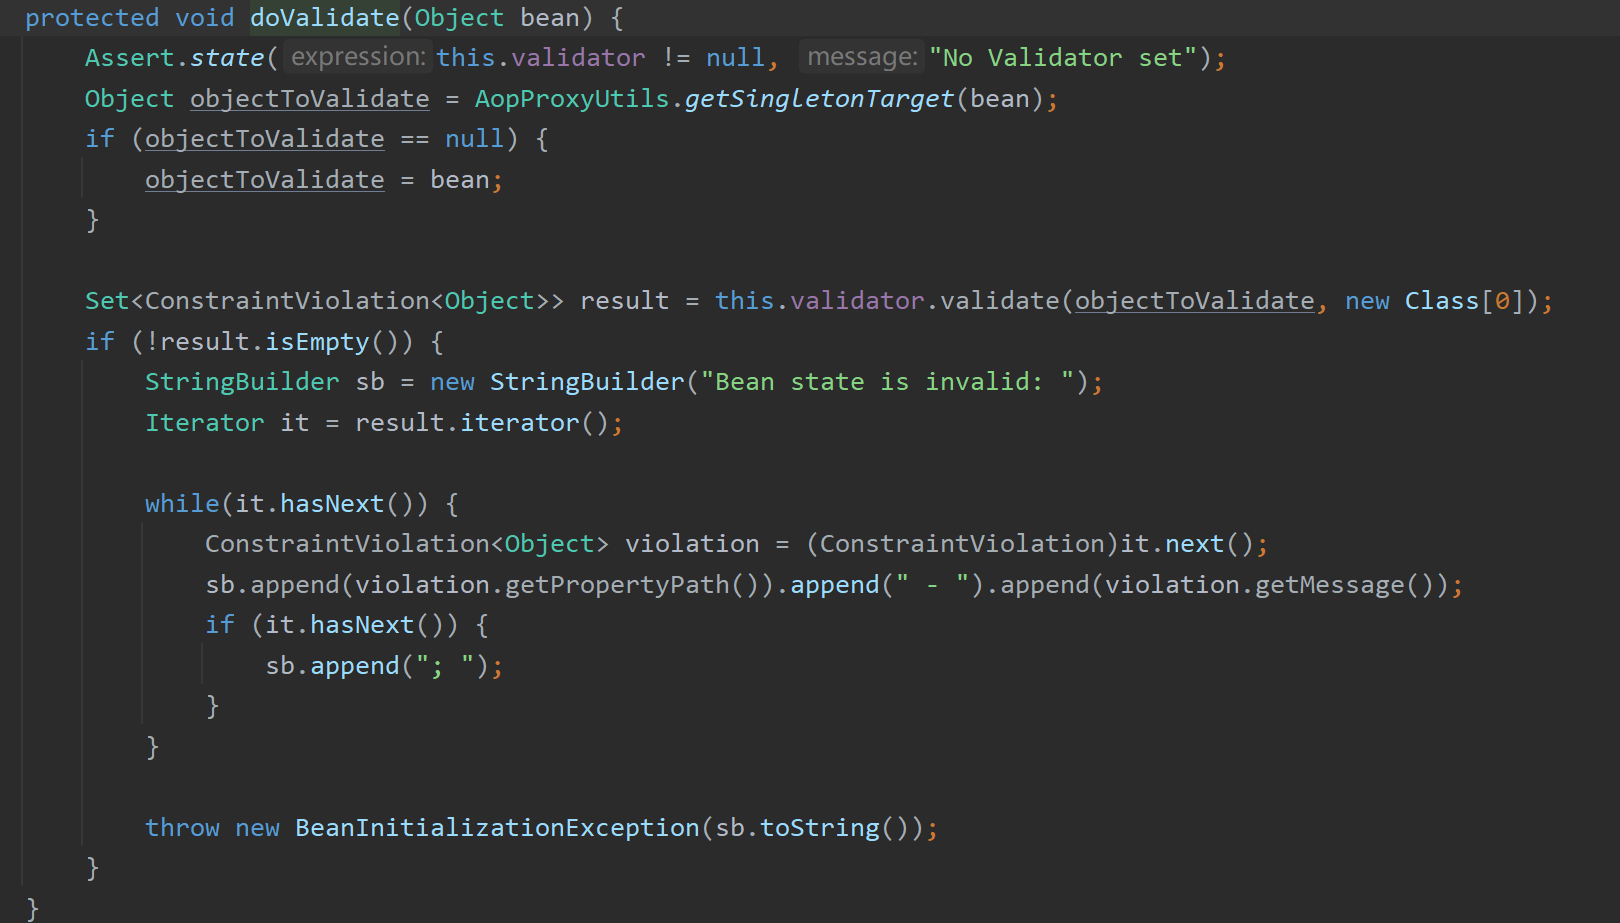 protected void doValidate(Object bean) {
    Assert.state( expression: this.validator != null, message: "No Validator set");
    Object objectToValidate = AopProxyUtils.getSingletonTarget(bean);
    if (objectToValidate == null) {
        objectToValidate = bean;
    }
    Set<ConstraintViolation<Object>> result = this.validator.validate(objectToValidate, new Class[0]);
    if (!result.isEmpty()) {
        StringBuilder sb = new StringBuilder("Bean state is invalid: ");
        Iterator it = result.iterator();
        while(it.hasNext()) {
            ConstraintViolation<Object> violation = (ConstraintViolation)it.next();
            sb.append(violation.getPropertyPath()).append(" - ").append(violation.getMessage());
            if (it.hasNext()) {
                sb.append("; ");
            }
        }
        throw new BeanInitializationException(sb.toString());
    }
}